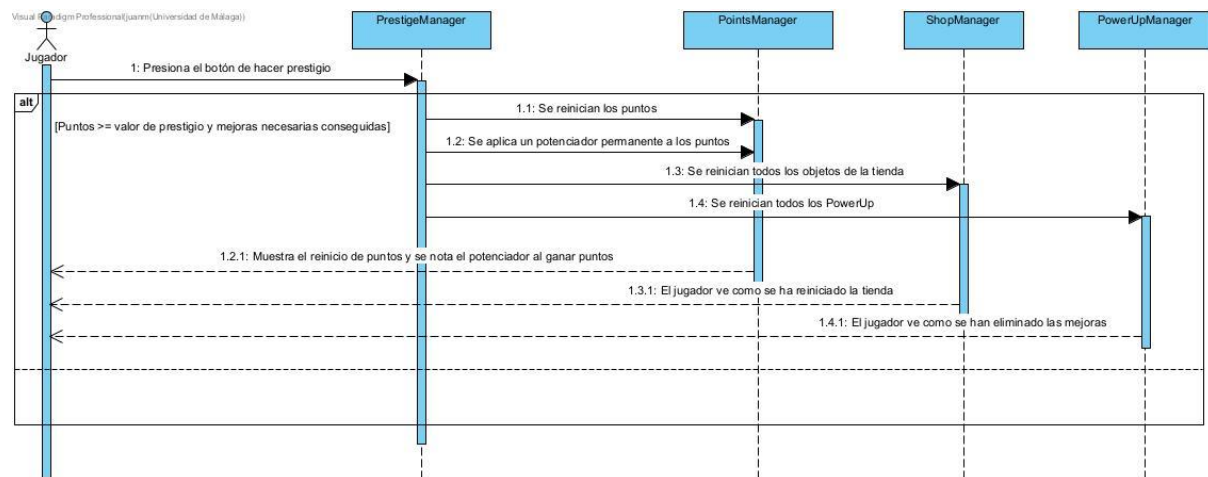 Visual Paradigm Professional(juanm(Universidad de Málaga))
PrestigeManager
PointsManager
ShopManager
PowerUpManager
Jugador
1: Presiona el botón de hacer prestigio
alt
1.1: Se reinician los puntos
[Puntos >= valor de prestigio y mejoras necesarias conseguidas]
1.2: Se aplica un potenciador permanente a los puntos
1.3: Se reinician todos los objetos de la tienda
1.4: Se reinician todos los PowerUp
1.2.1: Muestra el reinicio de puntos y se nota el potenciador al ganar puntos
1.3.1: El jugador ve como se ha reiniciado la tienda
1.4.1: El jugador ve como se han eliminado las mejoras